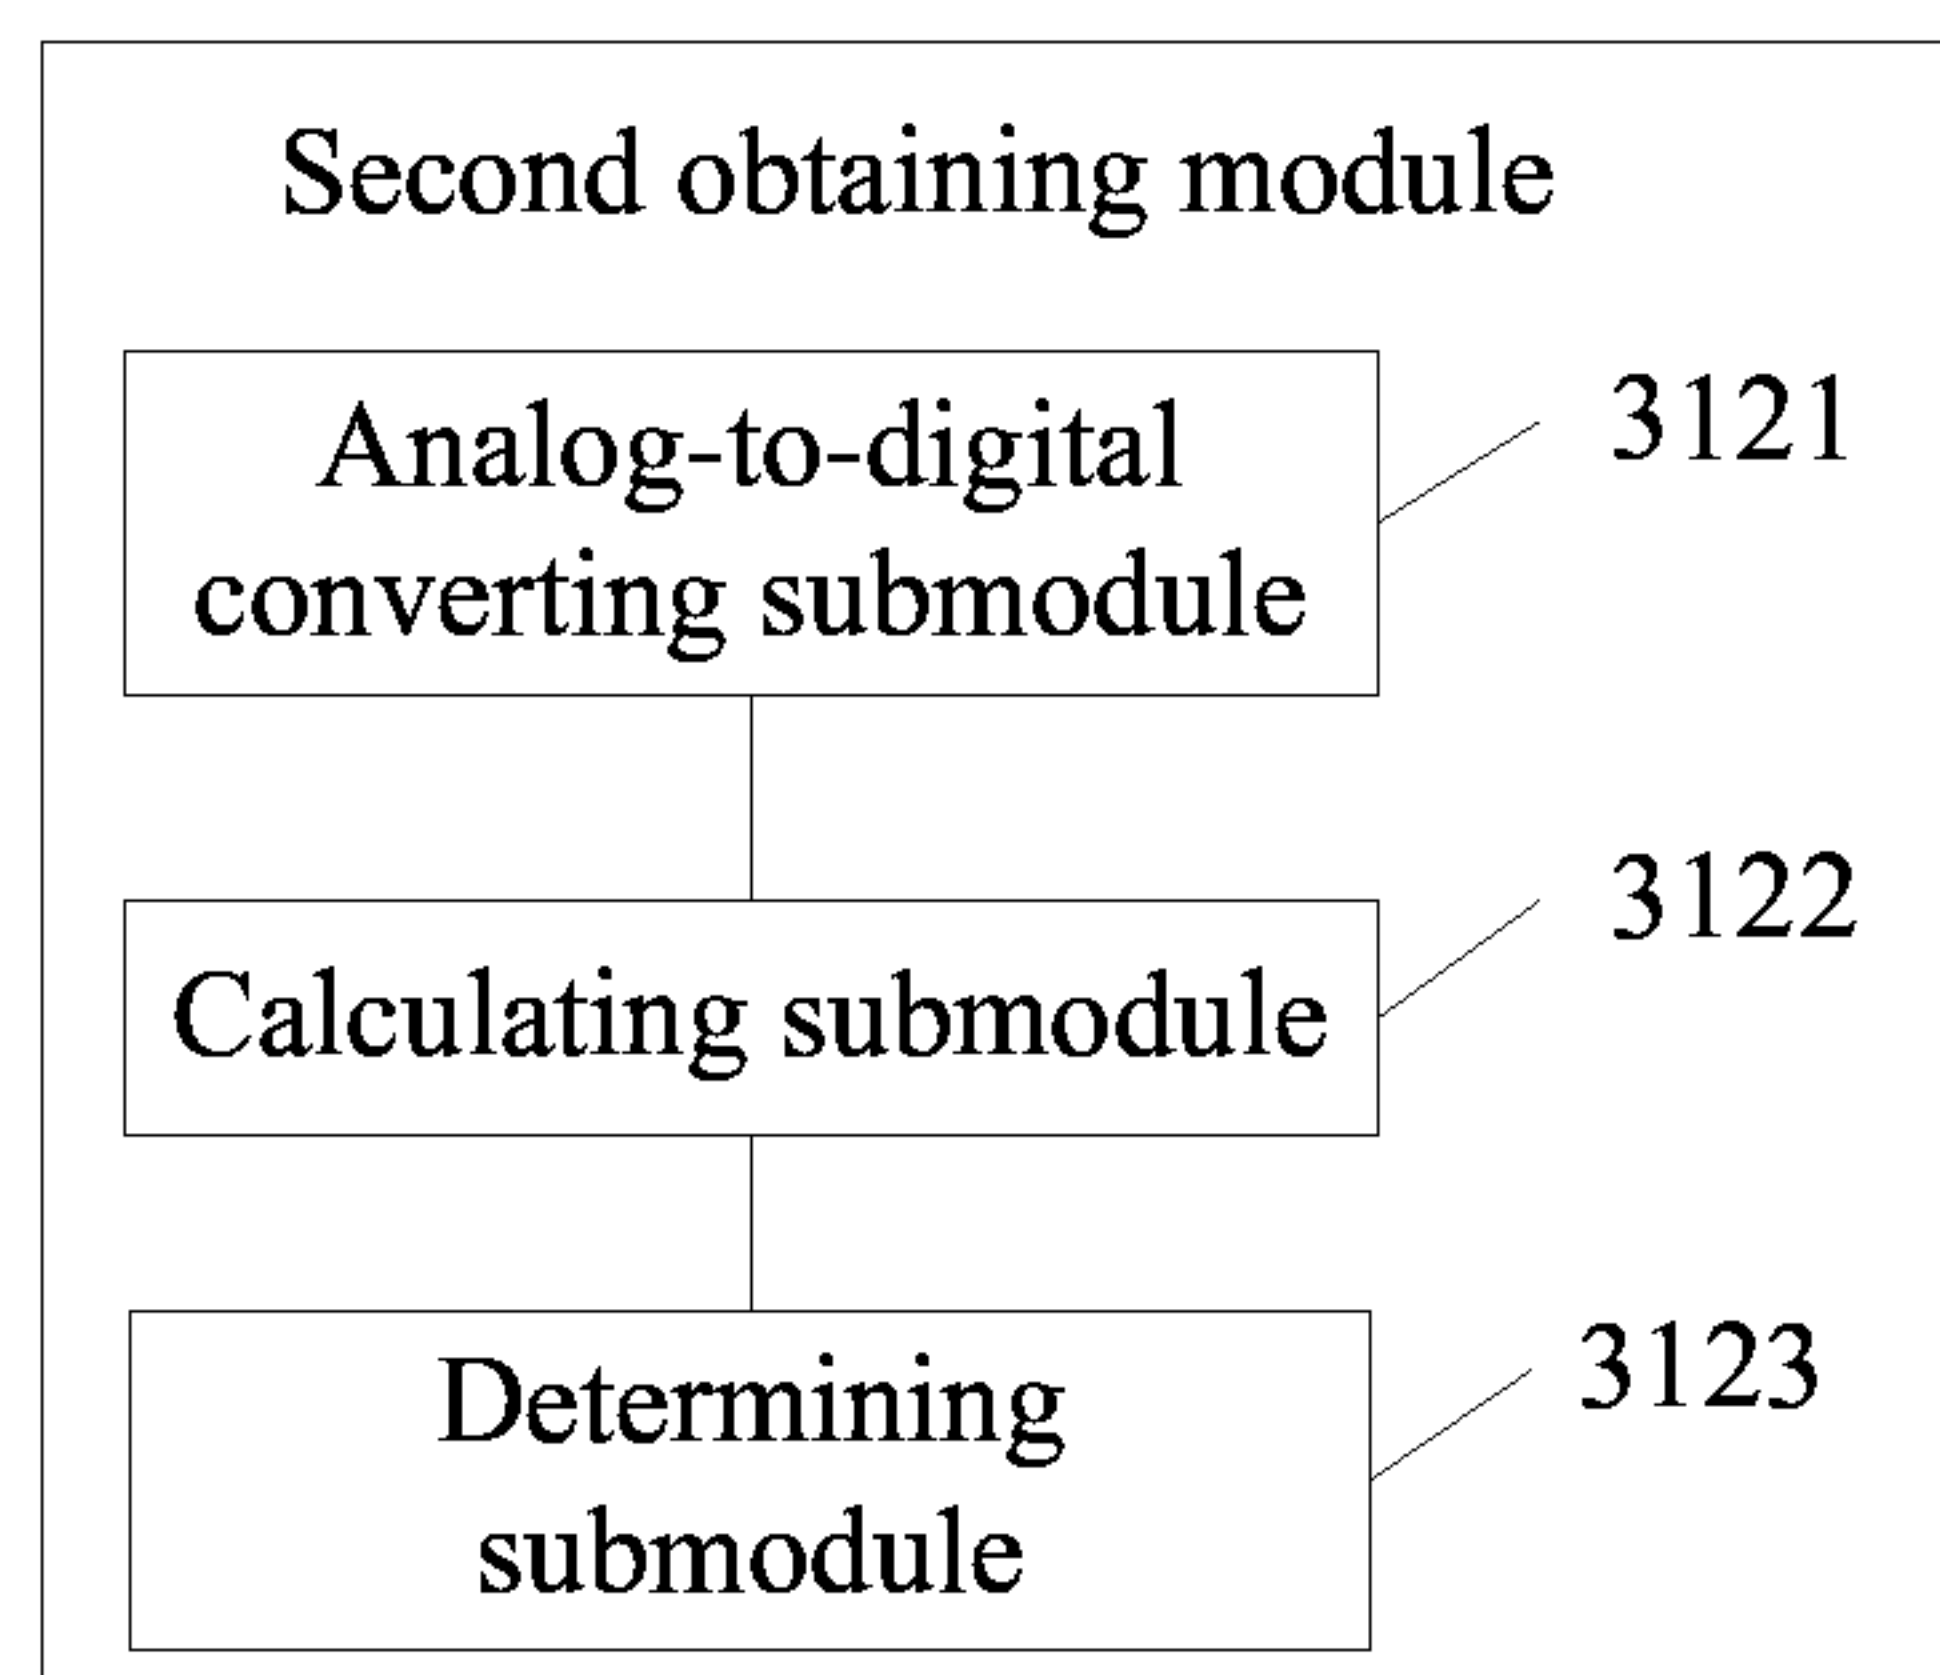 Second obtaining module
Analog-to-digital
converting submodule
3121
Calculating submodule
3122
Determining
submodule
3123